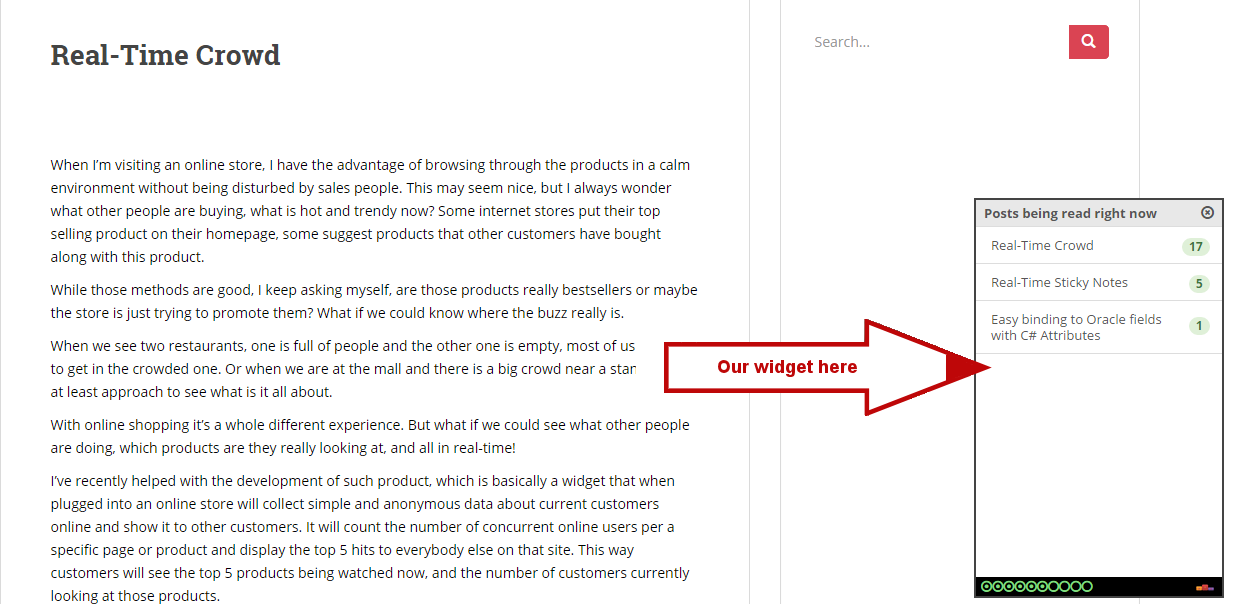 Real-Time Crowd
Search...
When I’m visiting an online store, I have the advantage of browsing through the products in a calm
environment without being disturbed by sales people. This may seem nice, but I always wonder
what other people are buying, what is hot and trendy now? Some internet stores put their top
selling product on their homepage, some suggest products that other customers have bought
along with this product.
While those methods are good, I keep asking myself, are those products really bestsellers or maybe
the store is just trying to promote them? What if we could know where the buzz really is.
When we see two restaurants, one is full of people and the other one is empty, most of us
to get in the crowded one. Or when we are at the mall and there is a big crowd near a
at least approach to see what is it all about.
With online shopping it’s a whole different experience. But what if we could see what other people
are doing, which products are they really looking at, and all in real-time!
I’ve recently helped with the development of such product, which is basically a widget that when
plugged into an online store will collect simple and anonymous data about current customers
online and show it to other customers. It will count the number of concurrent online users per a
specific page or product and display the top 5 hits to everybody else on that site. This way
customers will see the top 5 products being watched now, and the number of customers currently
looking at those products.
Our widget here
Posts being read right now
Real-Time Crowd 17
Real-Time Sticky Notes 5
Easy binding to Oracle fields 1
with C# Attributes